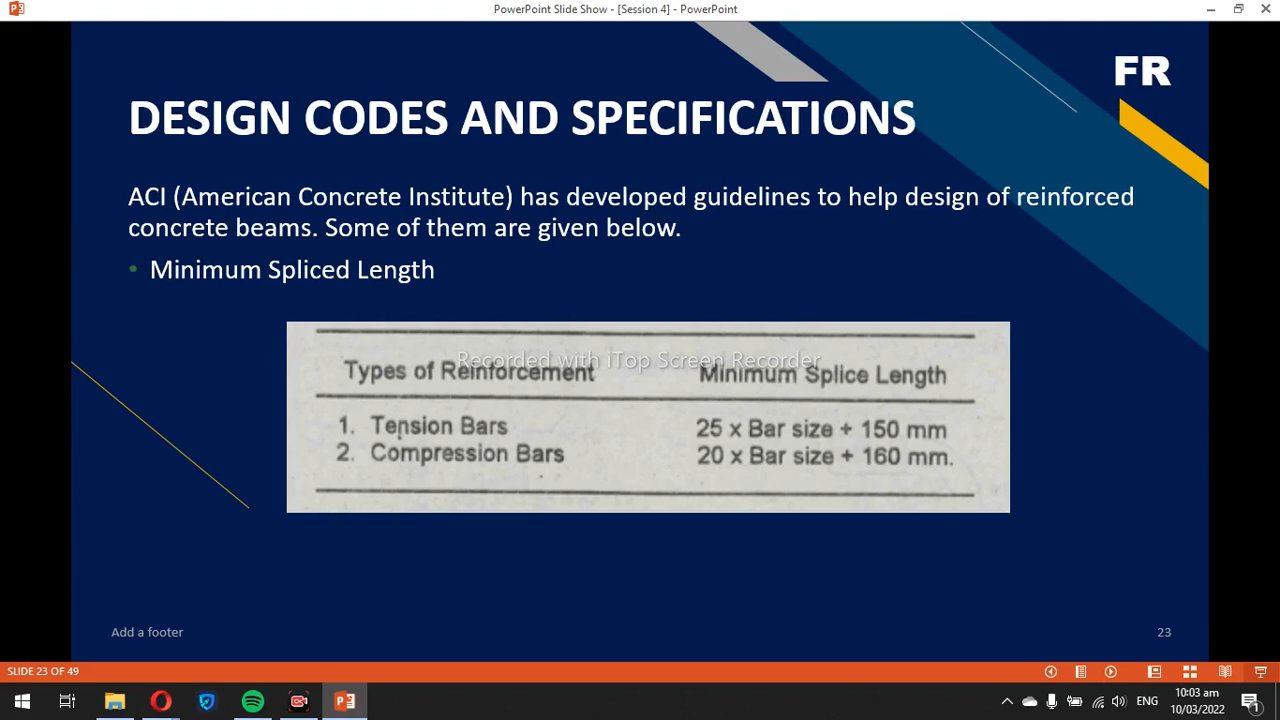 PowerPoint Slide Show - [Session 4] - PowerPoint
FR
DESIGN CODES AND SPECIFICATIONS
ACI (American Concrete Institute) has developed guidelines to help design of reinforced
concrete beams. Some of them are given below.
• Minimum Spliced Length
Recorded with iTop Screen Recorder
Types of Reinforcement Minimum Splice Length
1. Tension Bars 25 x Bar size + 150 mm
2. Compression Bars 20 x Bar size + 160 mm.
Add a footer 23
SLIDE 23 OF 49
ENG 10:03 am
10/03/2022